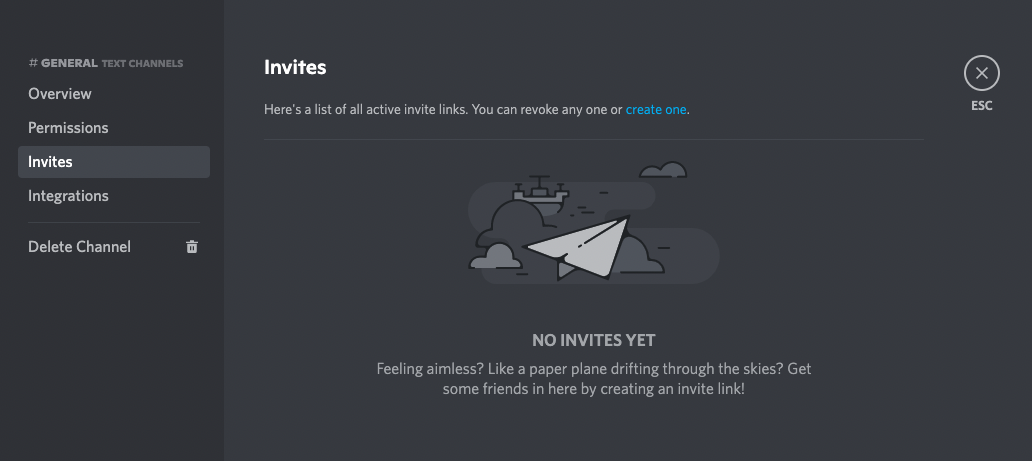 # GENERAL TEXT CHANNELS
Overview
Permissions
Invites
Integrations
Delete Channel
Invites
Here's a list of all active invite links. You can revoke any one or create one.
ESC
NO INVITES YET
Feeling aimless? Like a paper plane drifting through the skies? Get
some friends in here by creating an invite link!